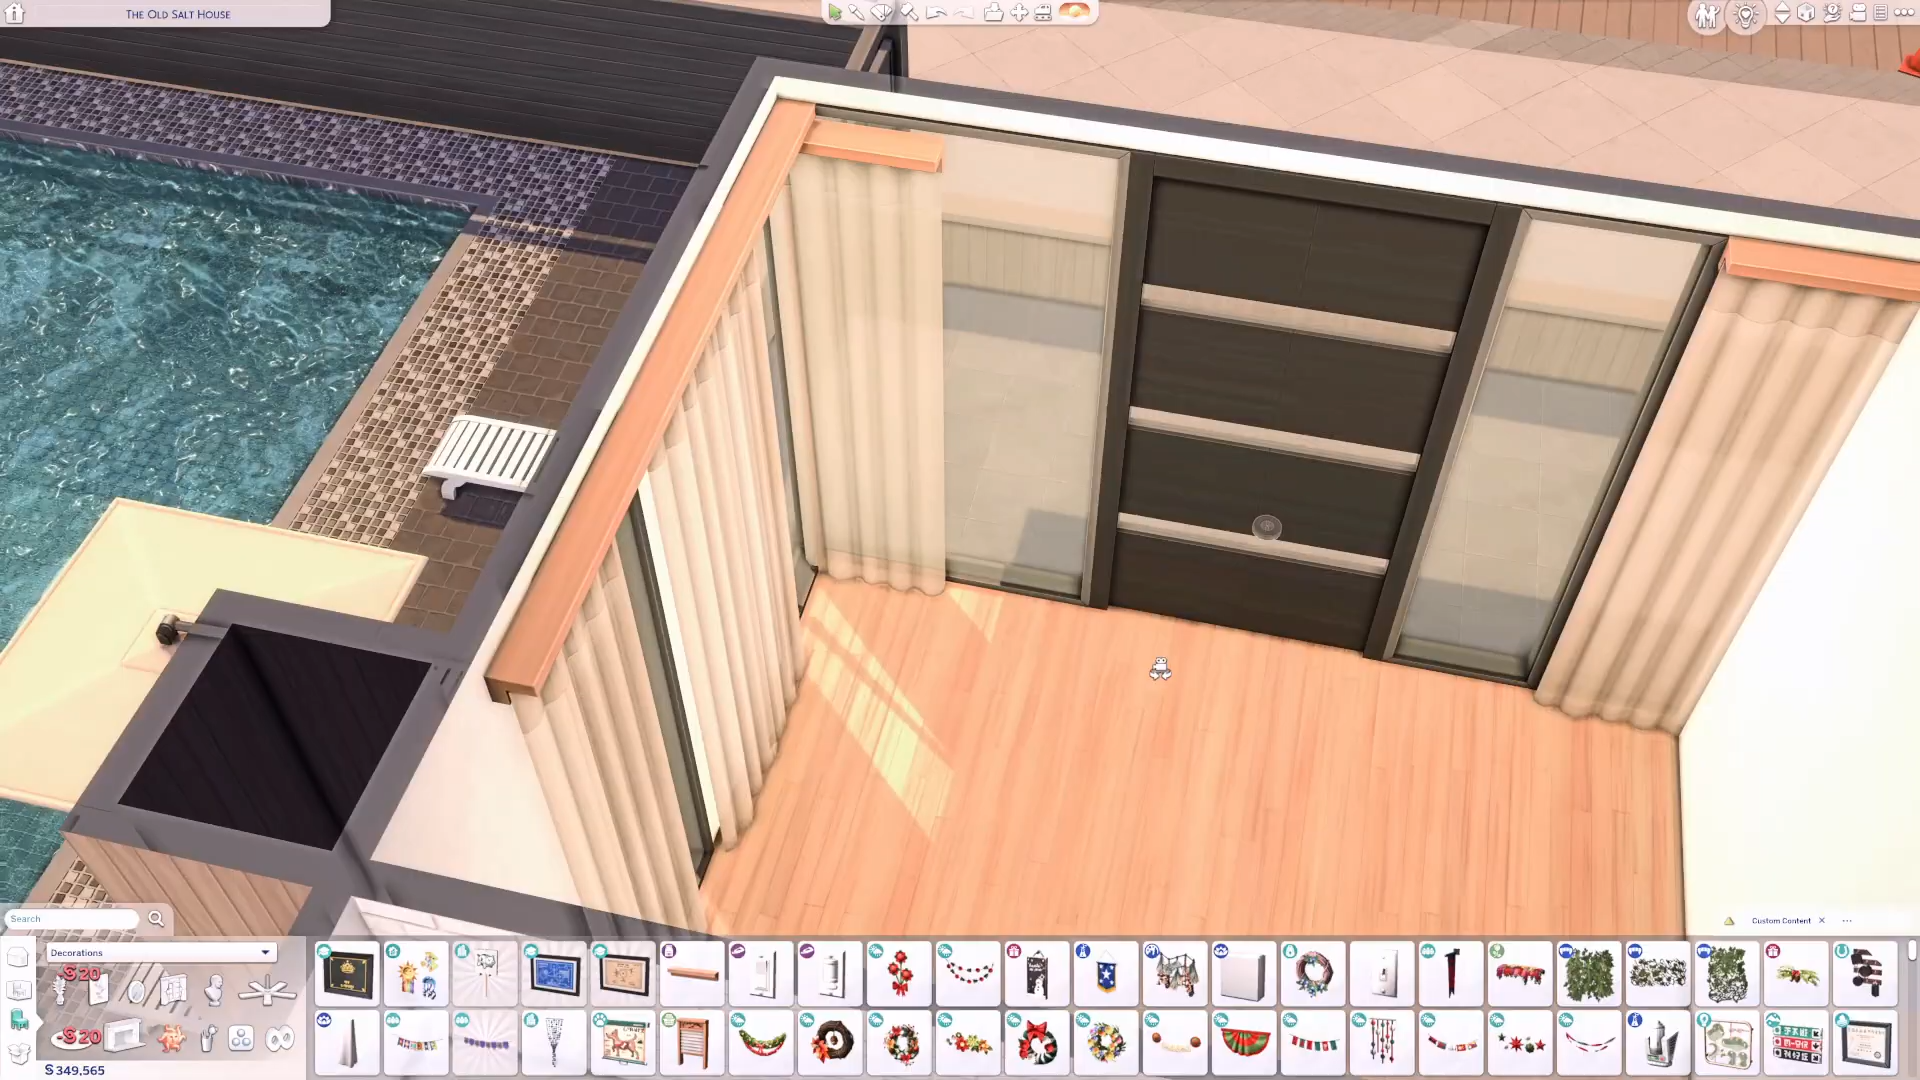 THE OLD SALT HOUSE
Search
Custom Content
Decorations
-§20
-§20
§349,565